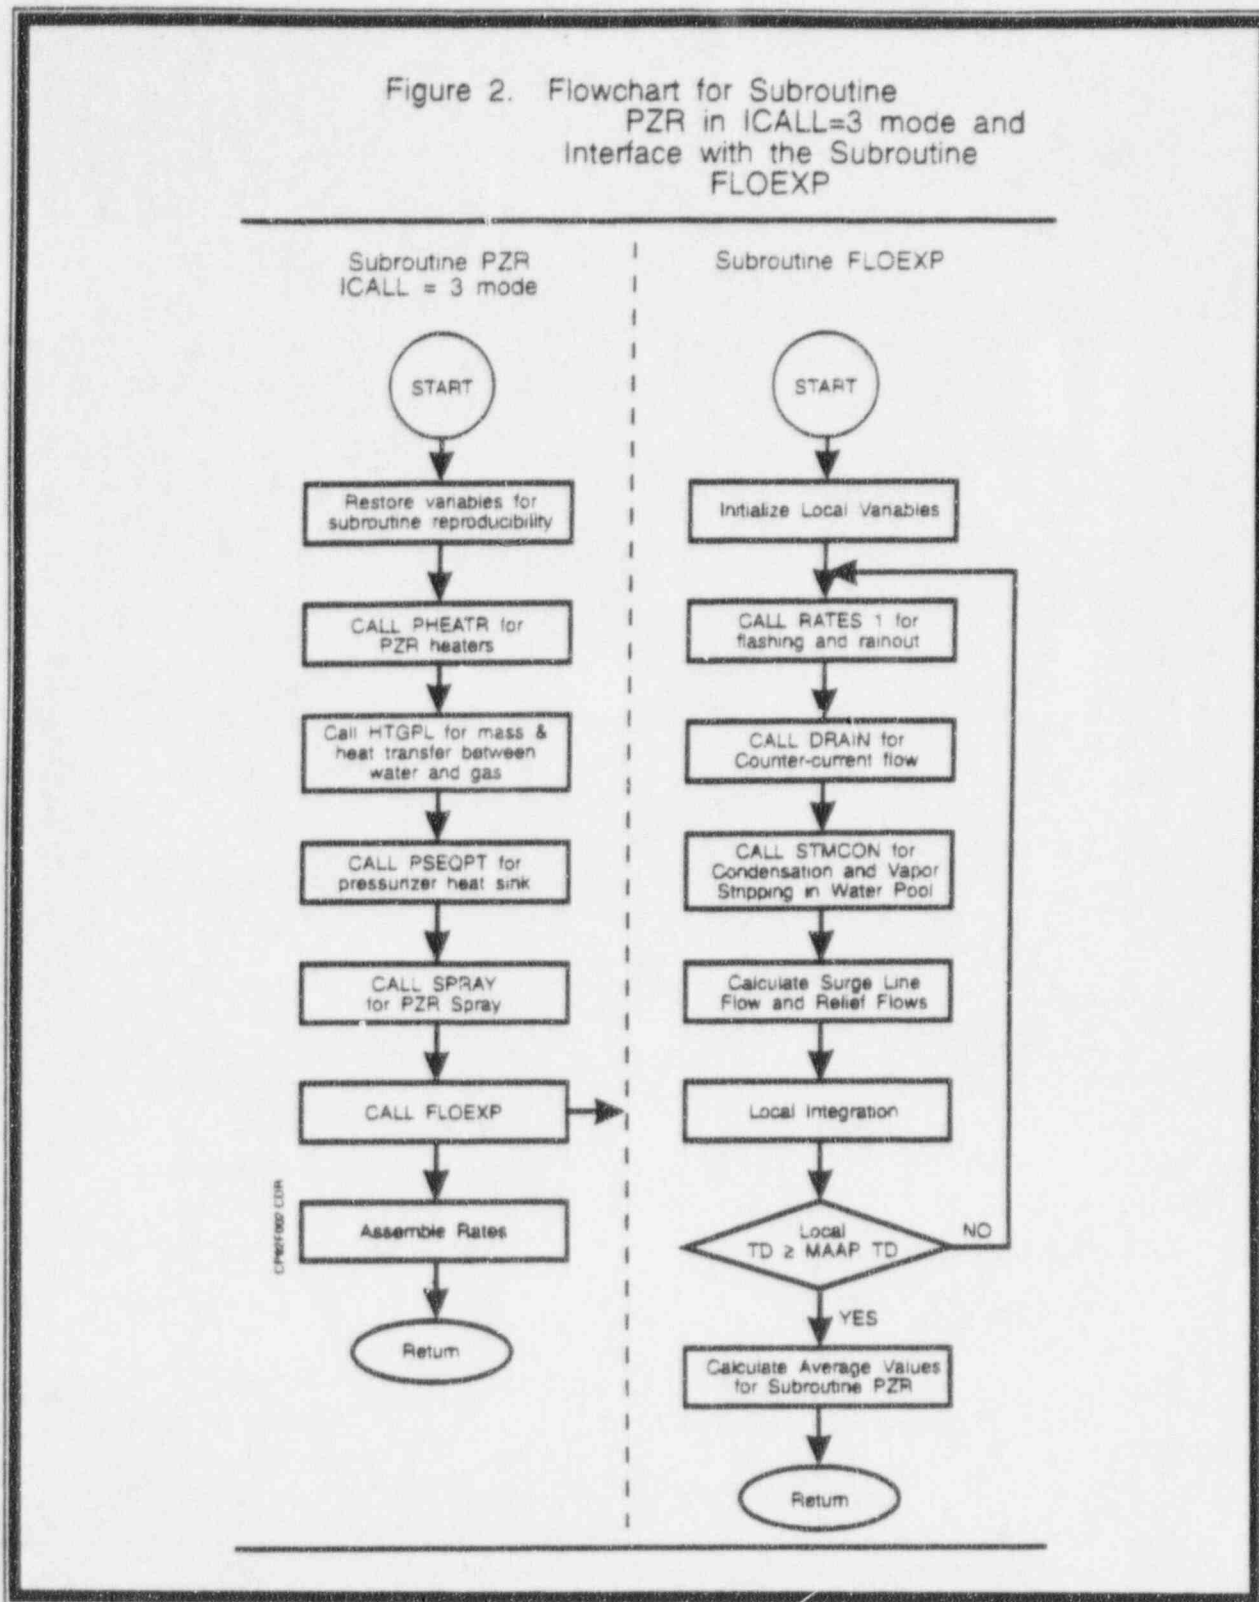 Figure 2. Flowchart for Subroutine
PZR in ICALL=3 mode and
Interface with the Subroutine
FLOEXP
Subroutine PZR
ICALL = 3 mode
START
Restore variables for
subroutine reproducibility
CALL PHEATR for
PZR heaters
Call HTGPL for mass &
heat transfer between
water and gas
CALL PSEQPT for
pressurizer heat sink
CALL SPRAY
for PZR Spray
CALL FLOEXP
Assemble Rates
Return
Subroutine FLOEXP
START
Initialize Local Variables
CALL RATES 1 for
flashing and rainout
CALL DRAIN for
Counter-current flow
CALL STMCON for
Condensation and Vapor
Stripping in Water Pool
Calculate Surge Line
Flow and Relief Flows
Local Integration
Local
TD ≥ MAAP TD
NO
YES
Calculate Average Values
for Subroutine PZR
Return